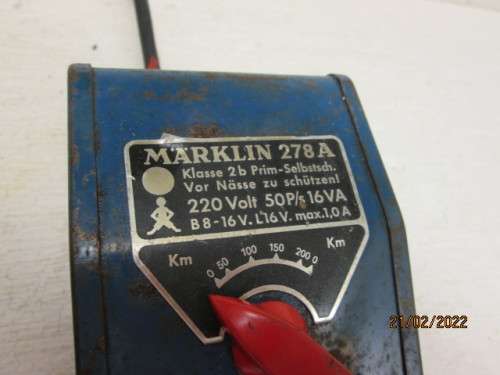 MÄRKLIN 278A
Klasse 2b Prim-Selbstsch.
Vor Nässe zu schützen!
220 Volt 50P/s 16VA
B 8-16 V. L16 V. max. 1,0 A
Km 0 50 100 150 200 0 Km
21/02/2022